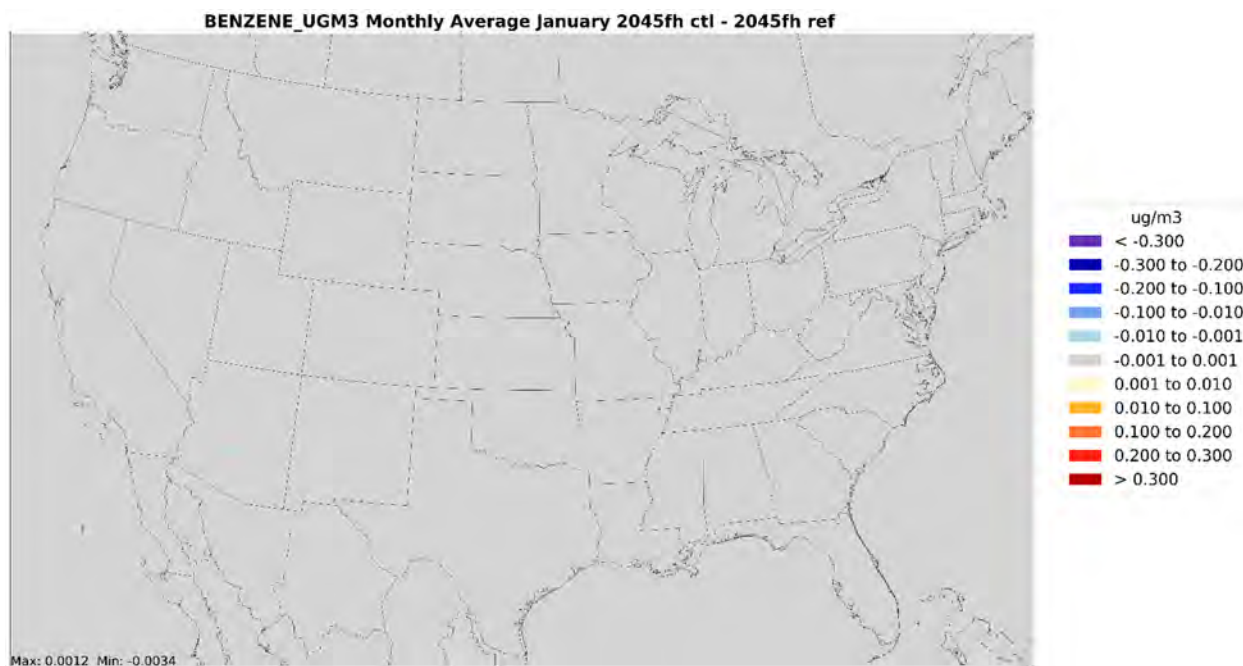 BENZENE_UGM3 Monthly Average January 2045fh ctl - 2045fh ref
ug/m3
< -0.300
-0.300 to -0.200
-0.200 to -0.100
-0.100 to -0.010
-0.010 to -0.001
-0.001 to 0.001
0.001 to 0.010
0.010 to 0.100
0.100 to 0.200
0.200 to 0.300
> 0.300
Max: 0.0012 Min: -0.0034